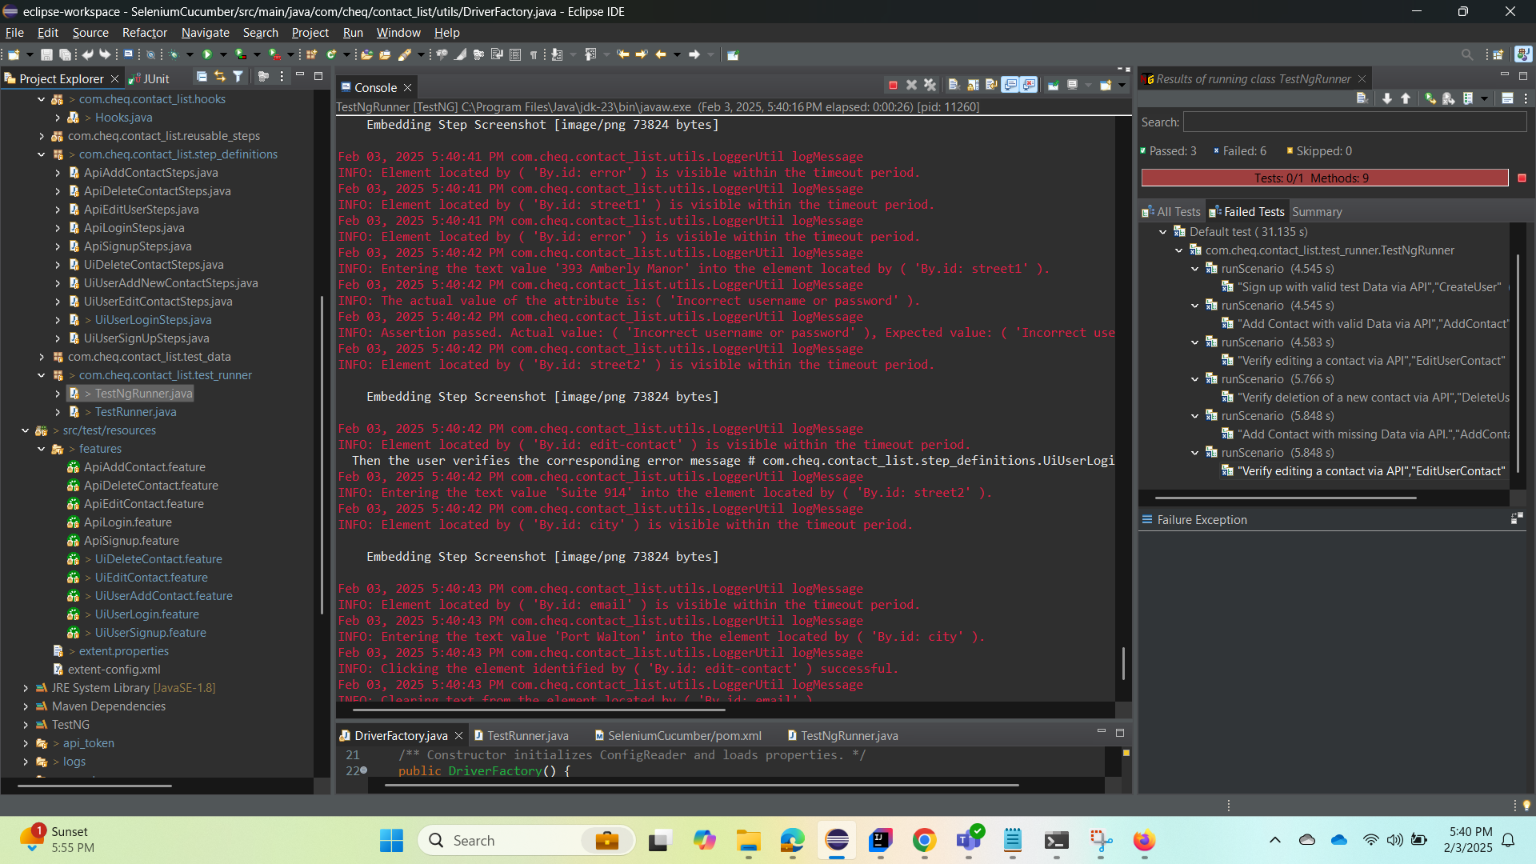 eclipse-workspace - SeleniumCucumber/src/main/java/com/cheq/contact_list/utils/DriverFactory.java - Eclipse IDE
File Edit Source Refactor Navigate Search Project Run Window Help
Project Explorer
JUnit
> com.cheq.contact_list.hooks
> Hooks.java
com.cheq.contact_list.reusable_steps
> com.cheq.contact_list.step_definitions
ApiAddContactSteps.java
ApiDeleteContactSteps.java
ApiEditUserSteps.java
ApiLoginSteps.java
ApiSignupSteps.java
UiDeleteContactSteps.java
UiUserAddNewContactSteps.java
UiUserEditContactSteps.java
> UiUserLoginSteps.java
UiUserSignUpSteps.java
com.cheq.contact_list.test_data
> com.cheq.contact_list.test_runner
> TestNgRunner.java
> TestRunner.java
> src/test/resources
> features
ApiAddContact.feature
ApiDeleteContact.feature
ApiEditContact.feature
ApiLogin.feature
ApiSignup.feature
> UiDeleteContact.feature
> UiEditContact.feature
> UiUserAddContact.feature
> UiUserLogin.feature
> UiUserSignup.feature
> extent.properties
extent-config.xml
JRE System Library [JavaSE-1.8]
Maven Dependencies
TestNG
> api_token
> logs
Console
TestNgRunner [TestNG] C:\Program Files\Java\jdk-23\bin\javaw.exe (Feb 3, 2025, 5:40:16 PM elapsed: 0:00:26) [pid: 11260]
Embedding Step Screenshot [image/png 73824 bytes]
Feb 03, 2025 5:40:41 PM com.cheq.contact_list.utils.LoggerUtil logMessage
INFO: Element located by ( 'By.id: error' ) is visible within the timeout period.
Feb 03, 2025 5:40:41 PM com.cheq.contact_list.utils.LoggerUtil logMessage
INFO: Element located by ( 'By.id: street1' ) is visible within the timeout period.
Feb 03, 2025 5:40:41 PM com.cheq.contact_list.utils.LoggerUtil logMessage
INFO: Element located by ( 'By.id: error' ) is visible within the timeout period.
Feb 03, 2025 5:40:42 PM com.cheq.contact_list.utils.LoggerUtil logMessage
INFO: Entering the text value '393 Amberly Manor' into the element located by ( 'By.id: street1' ).
Feb 03, 2025 5:40:42 PM com.cheq.contact_list.utils.LoggerUtil logMessage
INFO: The actual value of the attribute is: ( 'Incorrect username or password' ).
Feb 03, 2025 5:40:42 PM com.cheq.contact_list.utils.LoggerUtil logMessage
INFO: Assertion passed. Actual value: ( 'Incorrect username or password' ), Expected value: ( 'Incorrect use
Feb 03, 2025 5:40:42 PM com.cheq.contact_list.utils.LoggerUtil logMessage
INFO: Element located by ( 'By.id: street2' ) is visible within the timeout period.
Embedding Step Screenshot [image/png 73824 bytes]
Feb 03, 2025 5:40:42 PM com.cheq.contact_list.utils.LoggerUtil logMessage
INFO: Element located by ( 'By.id: edit-contact' ) is visible within the timeout period.
Then the user verifies the corresponding error message # com.cheq.contact_list.step_definitions.UiUserLogi
Feb 03, 2025 5:40:42 PM com.cheq.contact_list.utils.LoggerUtil logMessage
INFO: Entering the text value 'Suite 914' into the element located by ( 'By.id: street2' ).
Feb 03, 2025 5:40:42 PM com.cheq.contact_list.utils.LoggerUtil logMessage
INFO: Element located by ( 'By.id: city' ) is visible within the timeout period.
Embedding Step Screenshot [image/png 73824 bytes]
Feb 03, 2025 5:40:43 PM com.cheq.contact_list.utils.LoggerUtil logMessage
INFO: Element located by ( 'By.id: email' ) is visible within the timeout period.
Feb 03, 2025 5:40:43 PM com.cheq.contact_list.utils.LoggerUtil logMessage
INFO: Entering the text value 'Port Walton' into the element located by ( 'By.id: city' ).
Feb 03, 2025 5:40:43 PM com.cheq.contact_list.utils.LoggerUtil logMessage
INFO: Clicking the element identified by ( 'By.id: edit-contact' ) successful.
Feb 03, 2025 5:40:43 PM com.cheq.contact_list.utils.LoggerUtil logMessage
INFO: Clearing text from the element located by ( 'By.id: email' )
DriverFactory.java
TestRunner.java
SeleniumCucumber/pom.xml
TestNgRunner.java
21 /** Constructor initializes ConfigReader and loads properties. */
22 public DriverFactory() {
Results of running class TestNgRunner
Search:
Passed: 3 Failed: 6 Skipped: 0
Tests: 0/1 Methods: 9
All Tests Failed Tests Summary
Default test ( 31.135 s)
com.cheq.contact_list.test_runner.TestNgRunner
runScenario (4.545 s)
"Sign up with valid test Data via API","CreateUser"
runScenario (4.545 s)
"Add Contact with valid Data via API","AddContact"
runScenario (4.583 s)
"Verify editing a contact via API","EditUserContact"
runScenario (5.766 s)
"Verify deletion of a new contact via API","DeleteUs
runScenario (5.848 s)
"Add Contact with missing Data via API.","AddConta
runScenario (5.848 s)
"Verify editing a contact via API","EditUserContact"
Failure Exception
1
Sunset
5:55 PM
Search
5:40 PM
2/3/2025